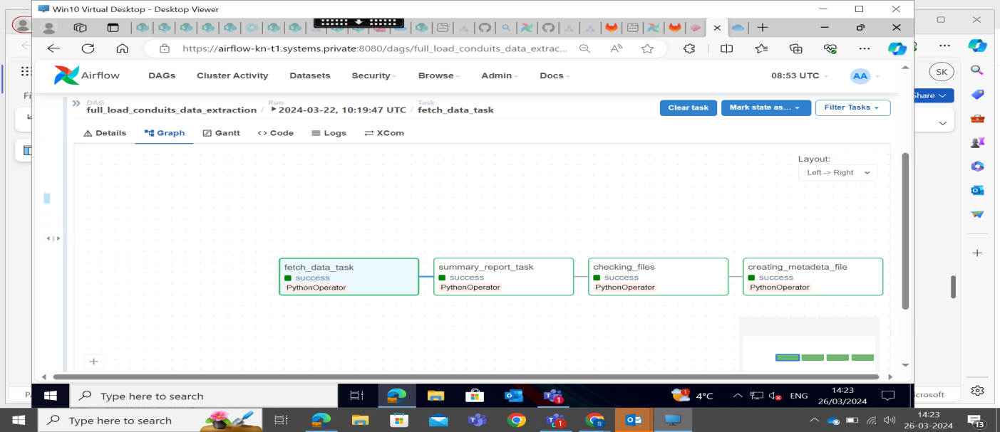 Win10 Virtual Desktop - Desktop Viewer
https://airflow-kn-t1.systems.private:8080/dags/full_load_conduits_data_extrac...
Airflow DAGs Cluster Activity Datasets Security Browse Admin Docs 08:53 UTC AA
SK
Share
DAG Run Task
full_load_conduits_data_extraction / 2024-03-22, 10:19:47 UTC / fetch_data_task
Clear task Mark state as... Filter Tasks
Details Graph Gantt <> Code Logs XCom
Layout:
Left -> Right
fetch_data_task
success
PythonOperator
summary_report_task
success
PythonOperator
checking_files
success
PythonOperator
creating_metadeta_file
success
PythonOperator
Type here to search
1
1
4°C
ENG
14:23
26/03/2024
Type here to search
1
14:23
26-03-2024
13